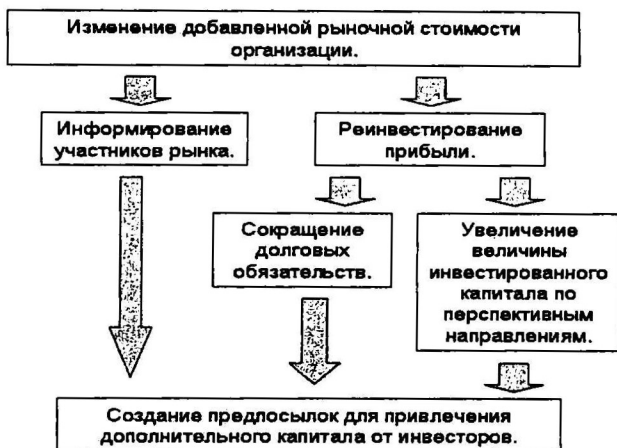 Изменение добавленной рыночной стоимости
организации.
Информирование
участников рынка.
Реинвестирование
прибыли.
Сокращение
долговых
обязательств.
Увеличение
величины
инвестированного
капитала по
перспективным
направлениям.
Создание предпосылок для привлечения
дополнительного капитала от инвесторов.